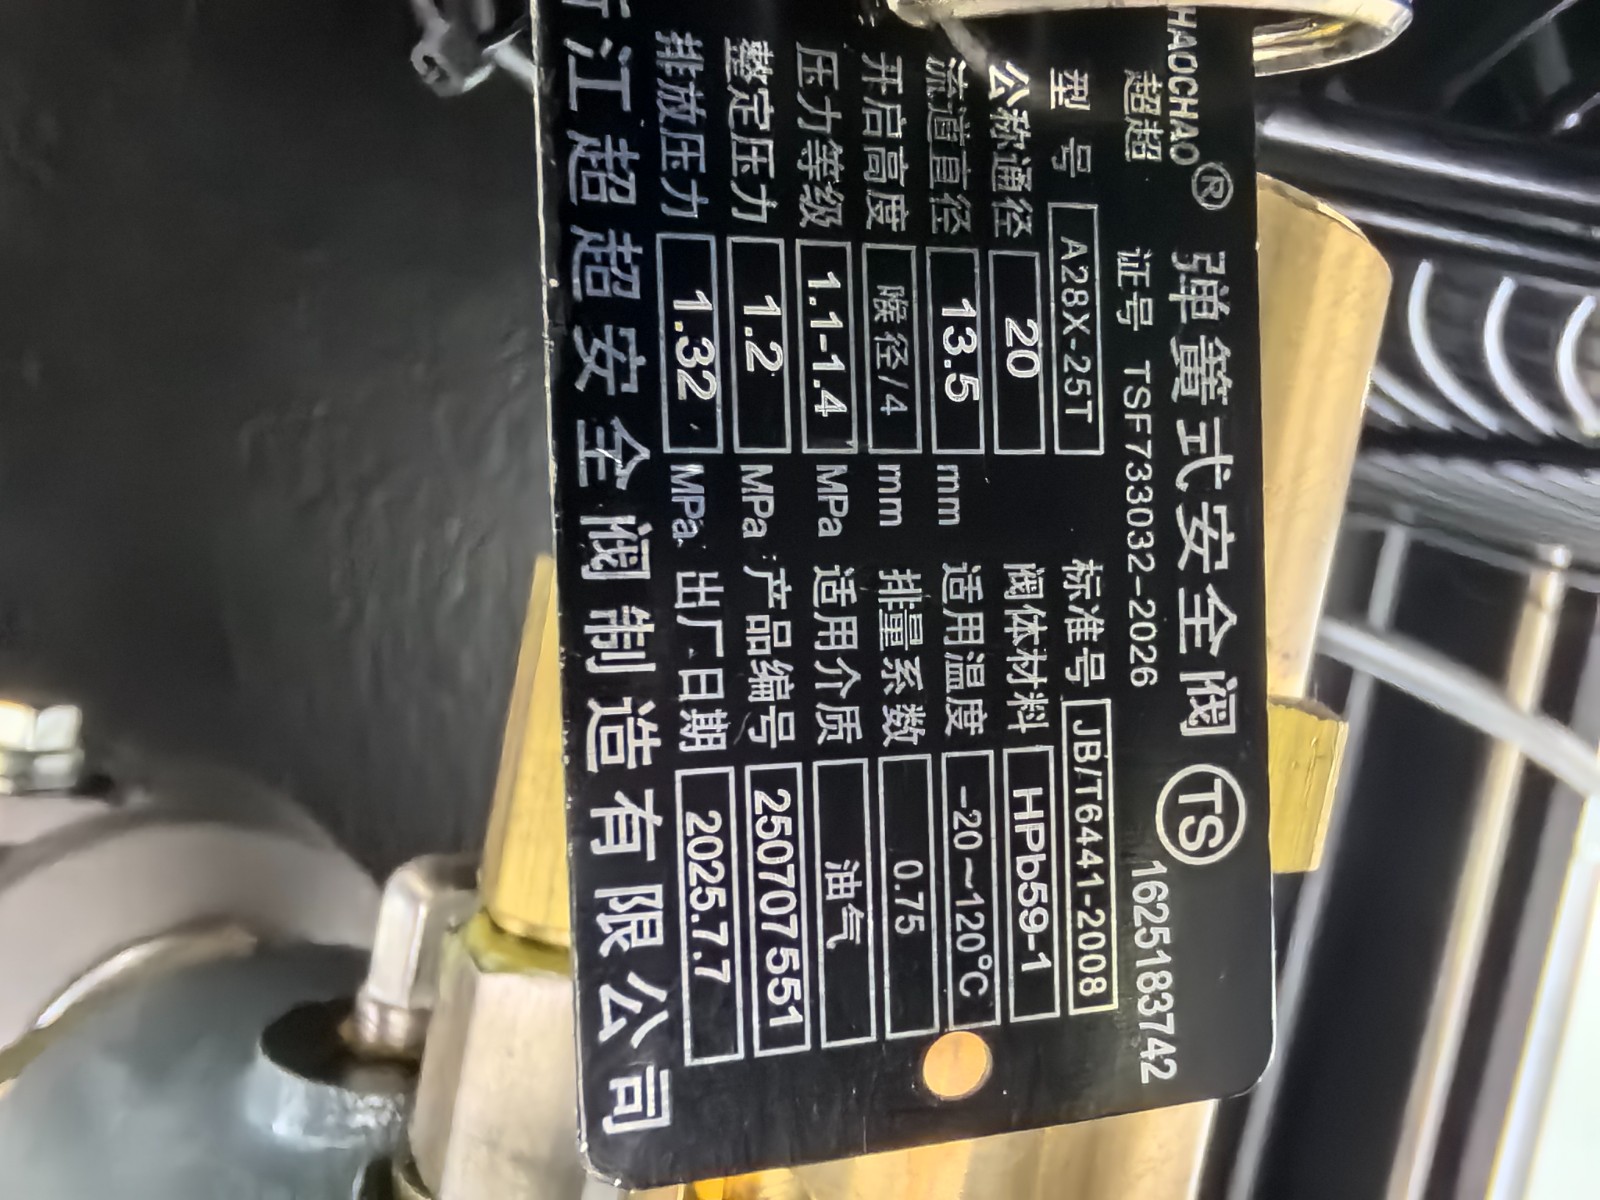 HAOCHAO® 弹簧式安全阀 TS
超超 证号 TSF733032-2026 1625183742
型号 A28X-25T 标准号 JB/T6441-2008
公称通径 20 阀体材料 HPb59-1
流道直径 13.5 mm 适用温度 -20~-120℃
开启高度 喉径/4 mm 排量系数 0.75
压力等级 1.1-1.4 MPa 适用介质 油气
整定压力 1.2 MPa 产品编号 250707551
排放压力 1.32 MPa 出厂日期 2025.7.7
江超超安全阀制造有限公司